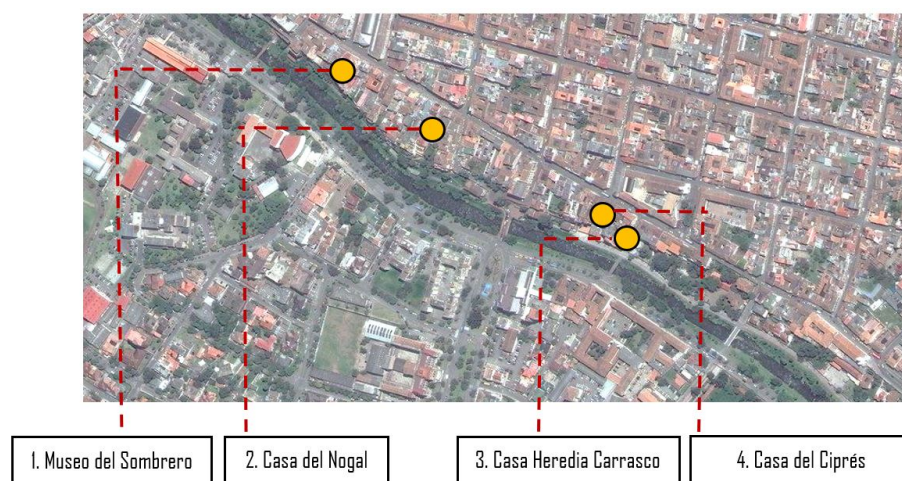 1. Museo del Sombrero
2. Casa del Nogal
3. Casa Heredia Carrasco
4. Casa del Ciprés